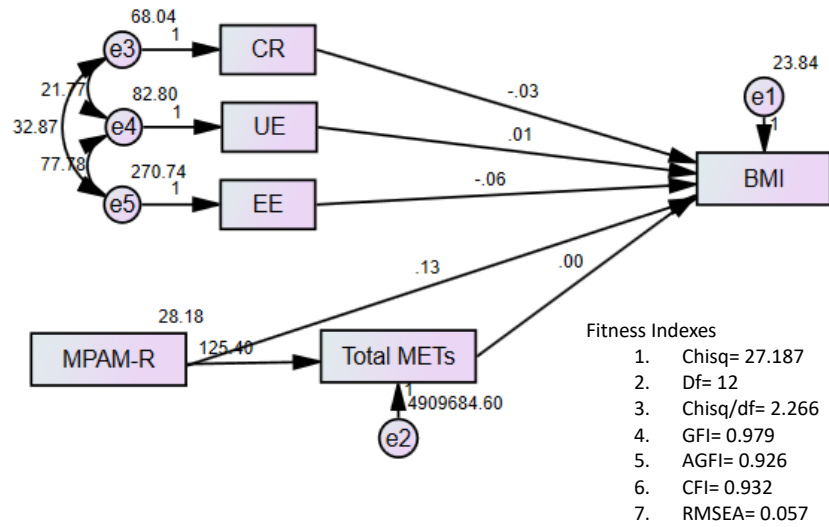 68.04
e3
1
CR
23.84
21.77
82.80
-.03
e1
32.87
e4
1
UE
.01
1
77.78
270.74
BMI
e5
1
EE
-.06
.13
.00
28.18
MPAM-R
125.40
Total METs
1
4909684.60
e2
Fitness Indexes
1. Chisq= 27.187
2. Df= 12
3. Chisq/df= 2.266
4. GFI= 0.979
5. AGFI= 0.926
6. CFI= 0.932
7. RMSEA= 0.057